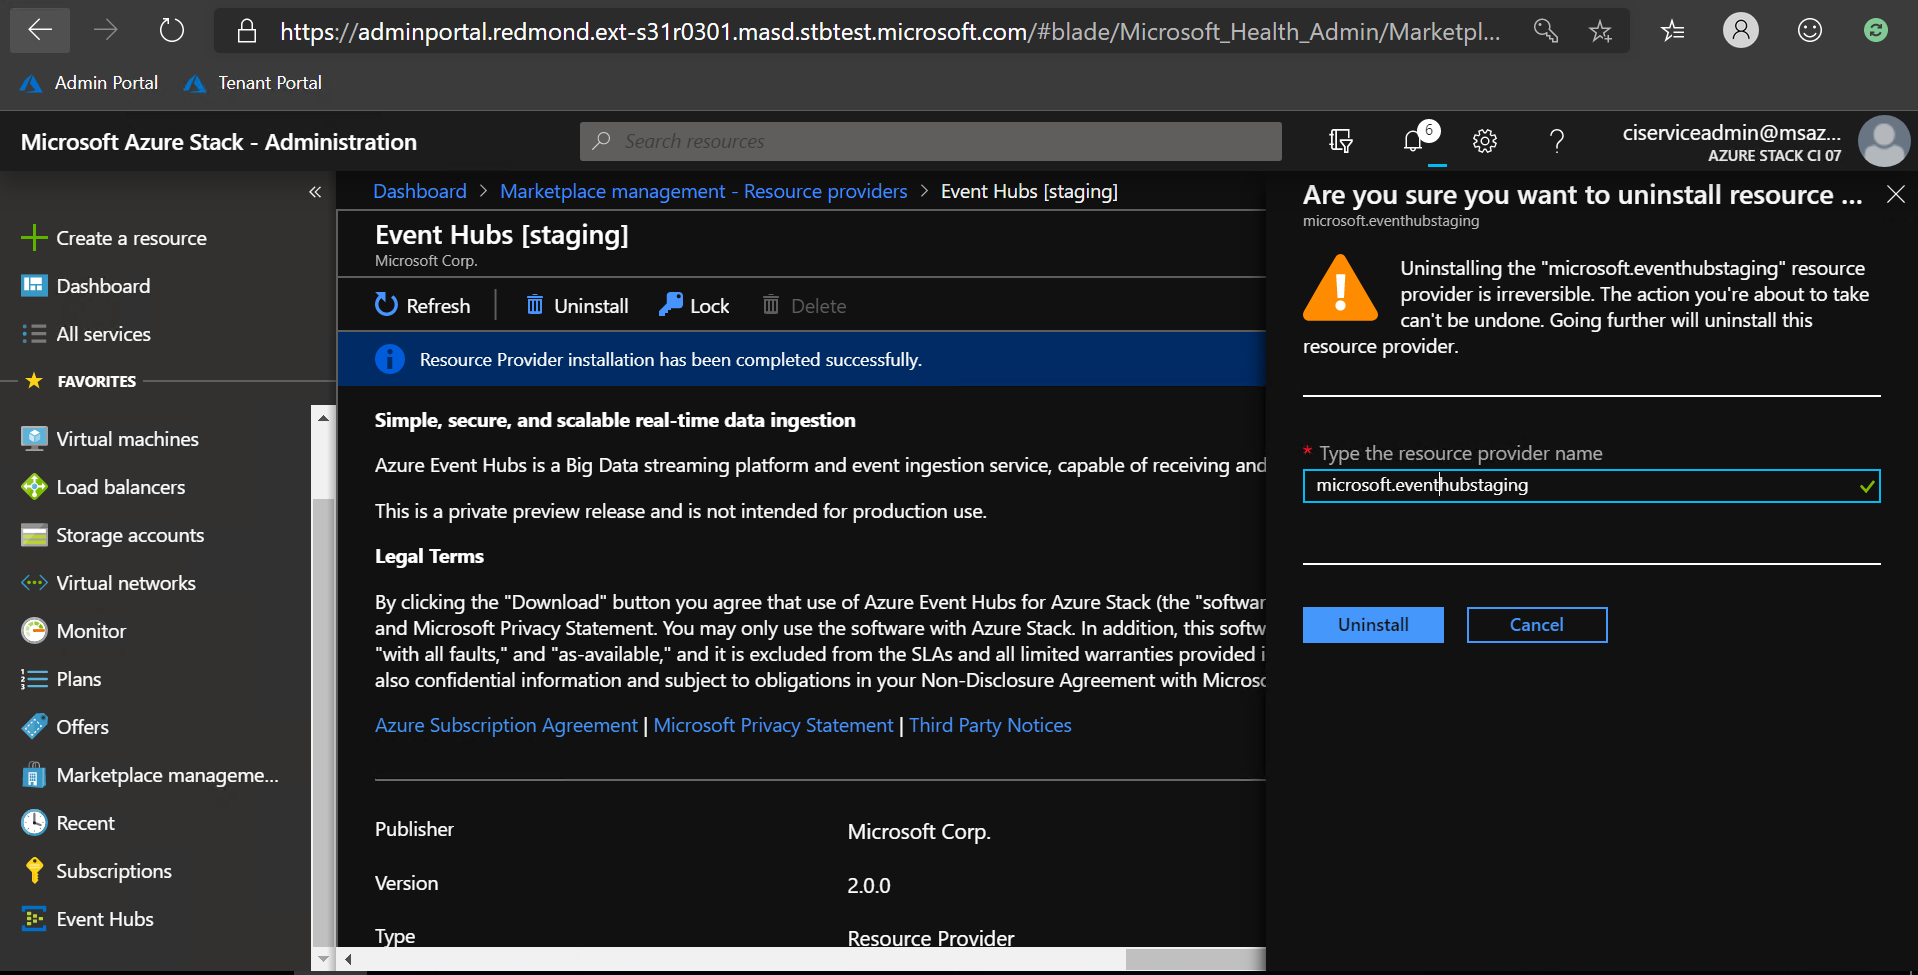 https://adminportal.redmond.ext-s31r0301.masd.stbtest.microsoft.com/#blade/Microsoft_Health_Admin/Marketpl...
Admin Portal
Tenant Portal
Microsoft Azure Stack - Administration
Search resources
6
ciserviceadmin@msaz...
AZURE STACK CI 07
«
Create a resource
Dashboard
All services
FAVORITES
Virtual machines
Load balancers
Storage accounts
Virtual networks
Monitor
Plans
Offers
Marketplace manageme...
Recent
Subscriptions
Event Hubs
Dashboard > Marketplace management - Resource providers > Event Hubs [staging]
Event Hubs [staging]
Microsoft Corp.
Refresh
Uninstall
Lock
Delete
Resource Provider installation has been completed successfully.
Simple, secure, and scalable real-time data ingestion
Azure Event Hubs is a Big Data streaming platform and event ingestion service, capable of receiving and
This is a private preview release and is not intended for production use.
Legal Terms
By clicking the "Download" button you agree that use of Azure Event Hubs for Azure Stack (the "softwar
and Microsoft Privacy Statement. You may only use the software with Azure Stack. In addition, this softw
"with all faults," and "as-available," and it is excluded from the SLAs and all limited warranties provided i
also confidential information and subject to obligations in your Non-Disclosure Agreement with Microso
Azure Subscription Agreement | Microsoft Privacy Statement | Third Party Notices
Publisher
Microsoft Corp.
Version
2.0.0
Type
Resource Provider
Are you sure you want to uninstall resource ...
microsoft.eventhubstaging
Uninstalling the "microsoft.eventhubstaging" resource
provider is irreversible. The action you're about to take
can't be undone. Going further will uninstall this
resource provider.
* Type the resource provider name
microsoft.eventhubstaging
Uninstall
Cancel